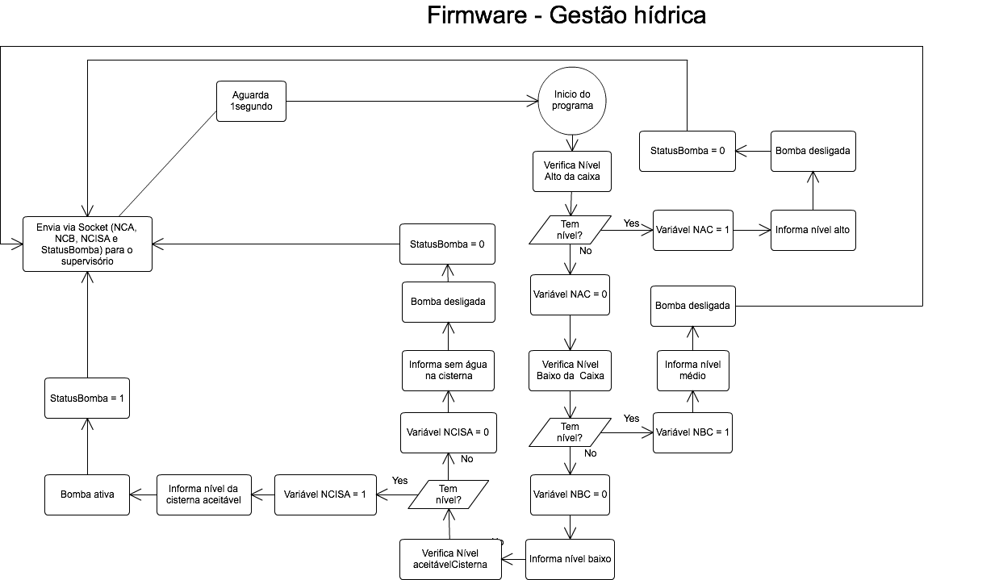 Firmware - Gestão hídrica
Aguarda
1segundo
Inicio do
programa
StatusBomba = 0
Bomba desligada
Verifica Nível
Alto da caixa
Envia via Socket (NCA,
NCB, NCISA e
StatusBomba) para o
supervisório
Tem
nível?
Yes
Variável NAC = 1
Informa nível alto
No
StatusBomba = 0
Bomba desligada
Variável NAC = 0
Bomba desligada
Informa sem água
na cisterna
Verifica Nível
Baixo da Caixa
Informa nível
médio
StatusBomba = 1
Variável NCISA = 0
Tem
nível?
Yes
Variável NBC = 1
No
No
Bomba ativa
Informa nível da
cisterna aceitável
Variável NCISA = 1
Yes
Tem
nível?
Variável NBC = 0
Verifica Nível
aceitávelCisterna
Informa nível baixo